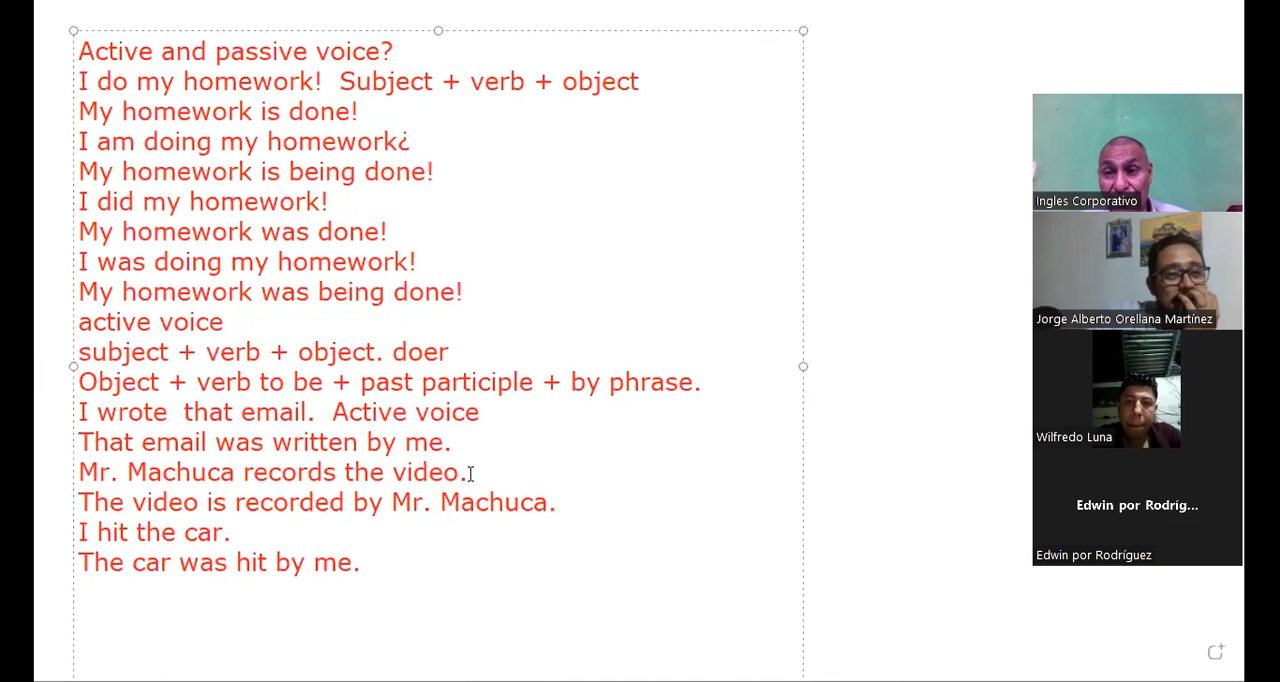 Active and passive voice?
I do my homework!  Subject + verb + object
My homework is done!
I am doing my homework¿
My homework is being done!
I did my homework!
My homework was done!
I was doing my homework!
My homework was being done!
active voice
subject + verb + object. doer
Object + verb to be + past participle + by phrase.
I wrote  that email.  Active voice
That email was written by me.
Mr. Machuca records the video.
The video is recorded by Mr. Machuca.
I hit the car.
The car was hit by me.
Ingles Corporativo
Jorge Alberto Orellana Martínez
Wilfredo Luna
Edwin por Rodríg...
Edwin por Rodríguez